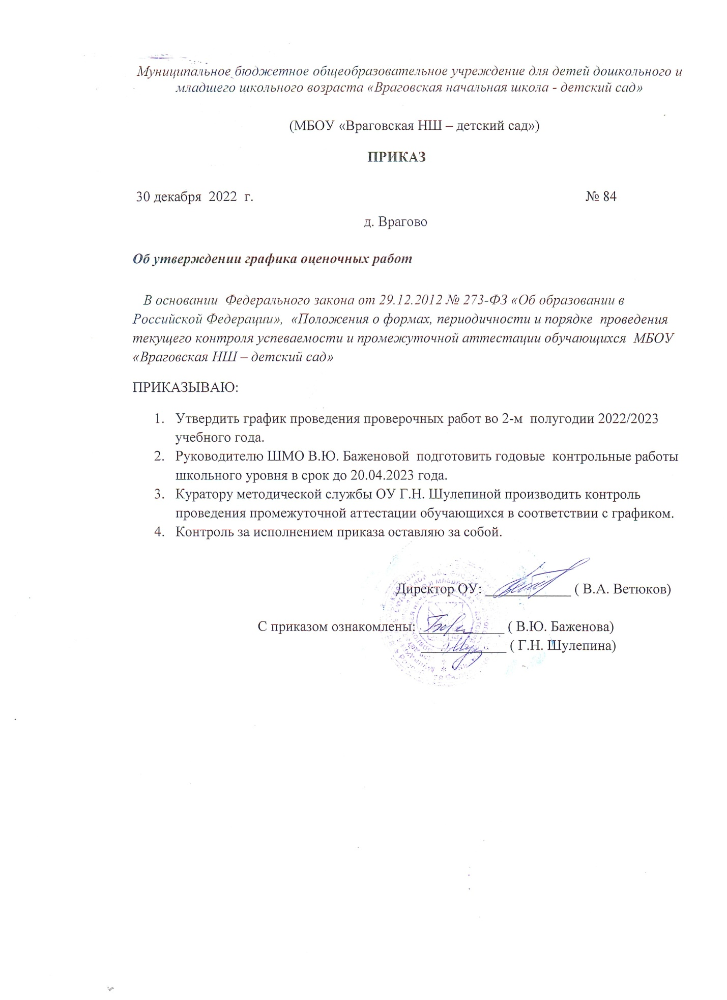 Муниципальное бюджетное общеобразовательное учреждение для детей дошкольного и
младшего школьного возраста «Враговская начальная школа - детский сад»
(МБОУ «Враговская НШ – детский сад»)
ПРИКАЗ
30 декабря 2022 г. № 84
д. Врагово
Об утверждении графика оценочных работ
В основании Федерального закона от 29.12.2012 № 273-ФЗ «Об образовании в
Российской Федерации», «Положения о формах, периодичности и порядке проведения
текущего контроля успеваемости и промежуточной аттестации обучающихся МБОУ
«Враговская НШ – детский сад»
ПРИКАЗЫВАЮ:
1. Утвердить график проведения проверочных работ во 2-м полугодии 2022/2023
учебного года.
2. Руководителю ШМО В.Ю. Баженовой подготовить годовые контрольные работы
школьного уровня в срок до 20.04.2023 года.
3. Куратору методической службы ОУ Г.Н. Шулепиной производить контроль
проведения промежуточной аттестации обучающихся в соответствии с графиком.
4. Контроль за исполнением приказа оставляю за собой.
Директор ОУ: ____________ ( В.А. Ветюков)
С приказом ознакомлены: ____________ ( В.Ю. Баженова)
____________ ( Г.Н. Шулепина)